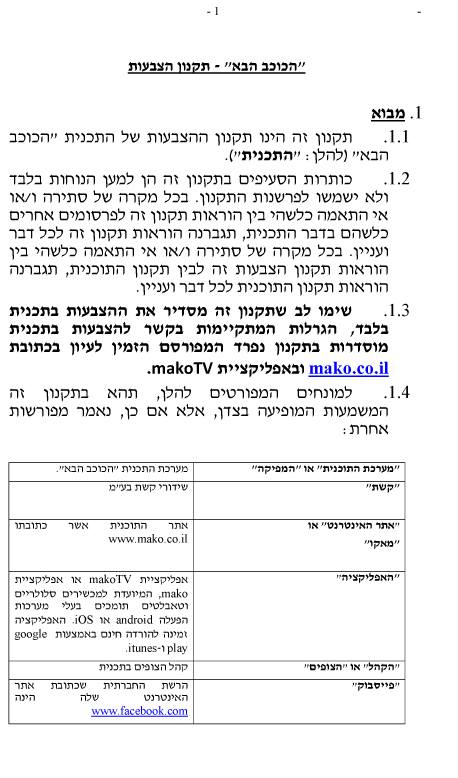 - 1 -
"הכוכב הבא" - תקנון הצבעות
1. מבוא
1.1. תקנון זה הינו תקנון ההצבעות של התכנית "הכוכב
הבא" (להלן: "התכנית").
1.2. כותרות הסעיפים בתקנון זה הן למען הנוחות בלבד
ולא ישמשו לפרשנות התקנון. בכל מקרה של סתירה ו/או
אי התאמה כלשהי בין הוראות תקנון זה לפרסומים אחרים
כלשהם בדבר התכנית, תגברנה הוראות תקנון זה לכל דבר
ועניין. בכל מקרה של סתירה ו/או אי התאמה כלשהי בין
הוראות תקנון הצבעות זה לבין תקנון התוכנית, תגברנה
הוראות תקנון התוכנית לכל דבר ועניין.
1.3. שימו לב שתקנון זה מסדיר את ההצבעות בתכנית
בלבד, הגרלות המתקיימות בקשר להצבעות בתכנית
מוסדרות בתקנון נפרד המפורסם הזמין לעיון בכתובת
mako.co.il ובאפליקציית makoTV.
1.4. למונחים המפורטים להלן, תהא בתקנון זה
המשמעות המופיעה בצדן, אלא אם כן, נאמר מפורשות
אחרת:
"מערכת התוכנית" או "המפיקה" מערכת התכנית "הכוכב הבא".
"קשת" שידורי קשת בע"מ
"אתר האינטרנט" או אתר התוכנית אשר כתובתו
"מאקו" www.mako.co.il
"האפליקציה" אפליקציית makoTV או אפליקציית
mako, המיועדת למכשירים סלולריים
וטאבלטים תומכים בעלי מערכות
הפעלה android או iOS. האפליקציה
זמינה להורדה חינם באמצעות google
play ו-itunes.
"הקהל" או "הצופים" קהל הצופים בתכנית
"פייסבוק" הרשת החברתית שכתובת אתר
האינטרנט שלה הינה
www.facebook.com